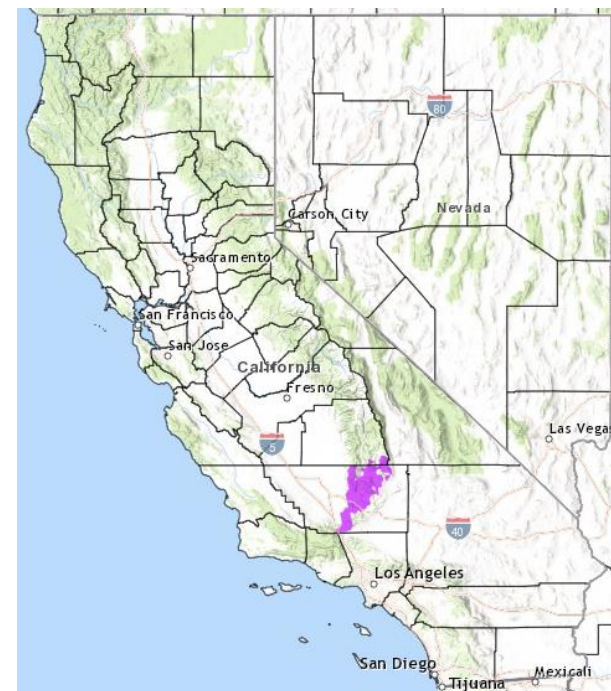 80
Nevada
Carson City
Sacramento
San Francisco
San Jose
California
Fresno
5
Las Vegas
40
Los Angeles
San Diego
Tijuana
Mexicali